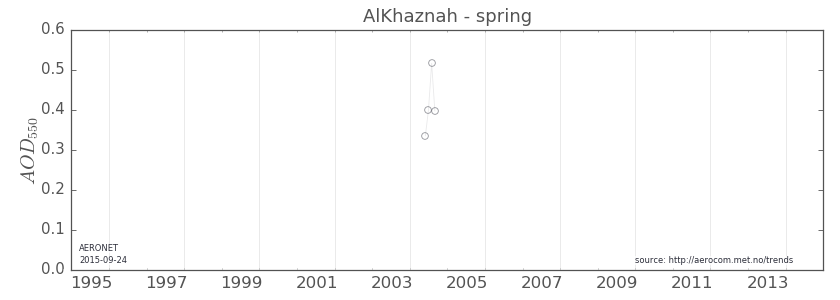 AlKhaznah - spring
0.6
0.5
0.4
0.3
0.2
0.1
0.0
AOD550
AERONET
2015-09-24
source: http://aerocom.met.no/trends
1995 1997 1999 2001 2003 2005 2007 2009 2011 2013